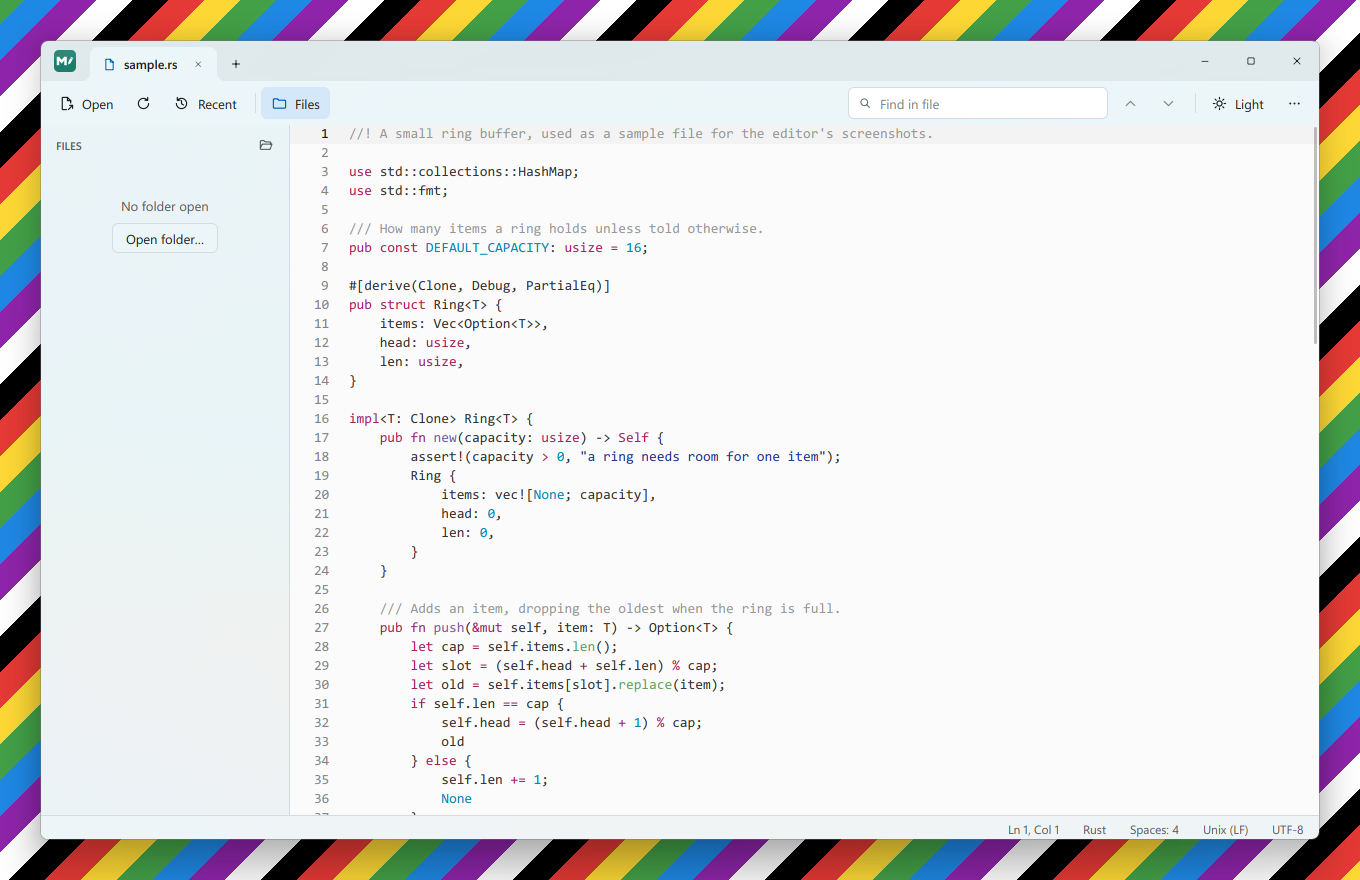 sample.rs
Open
Recent
Files
Find in file
Light
FILES
No folder open
Open folder...
1 //! A small ring buffer, used as a sample file for the editor's screenshots.
2
3 use std::collections::HashMap;
4 use std::fmt;
5
6 /// How many items a ring holds unless told otherwise.
7 pub const DEFAULT_CAPACITY: usize = 16;
8
9 #[derive(Clone, Debug, PartialEq)]
10 pub struct Ring<T> {
11     items: Vec<Option<T>>,
12     head: usize,
13     len: usize,
14 }
15
16 impl<T: Clone> Ring<T> {
17     pub fn new(capacity: usize) -> Self {
18         assert!(capacity > 0, "a ring needs room for one item");
19         Ring {
20             items: vec![None; capacity],
21             head: 0,
22             len: 0,
23         }
24     }
25
26     /// Adds an item, dropping the oldest when the ring is full.
27     pub fn push(&mut self, item: T) -> Option<T> {
28         let cap = self.items.len();
29         let slot = (self.head + self.len) % cap;
30         let old = self.items[slot].replace(item);
31         if self.len == cap {
32             self.head = (self.head + 1) % cap;
33             old
34         } else {
35             self.len += 1;
36             None
Ln 1, Col 1
Rust
Spaces: 4
Unix (LF)
UTF-8